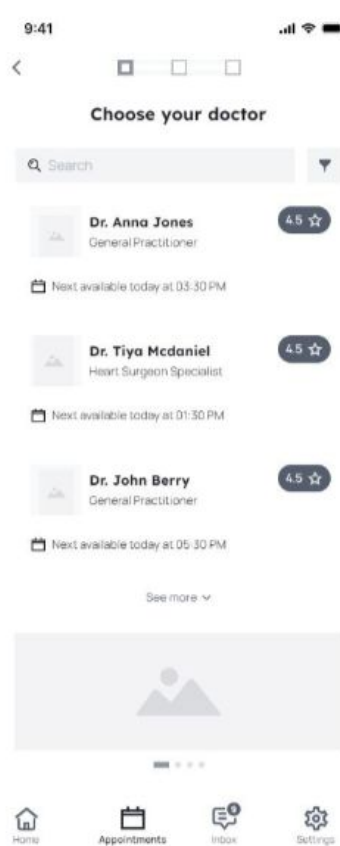 9:41
Choose your doctor
Search
Dr. Anna Jones
4.5
General Practitioner
Next available today at 03:30 PM
Dr. Tiya Mcdaniel
4.5
Heart Surgeon Specialist
Next available today at 01:30 PM
Dr. John Berry
4.5
General Practitioner
Next available today at 05:30 PM
See more
9
Home Appointments Inbox Settings